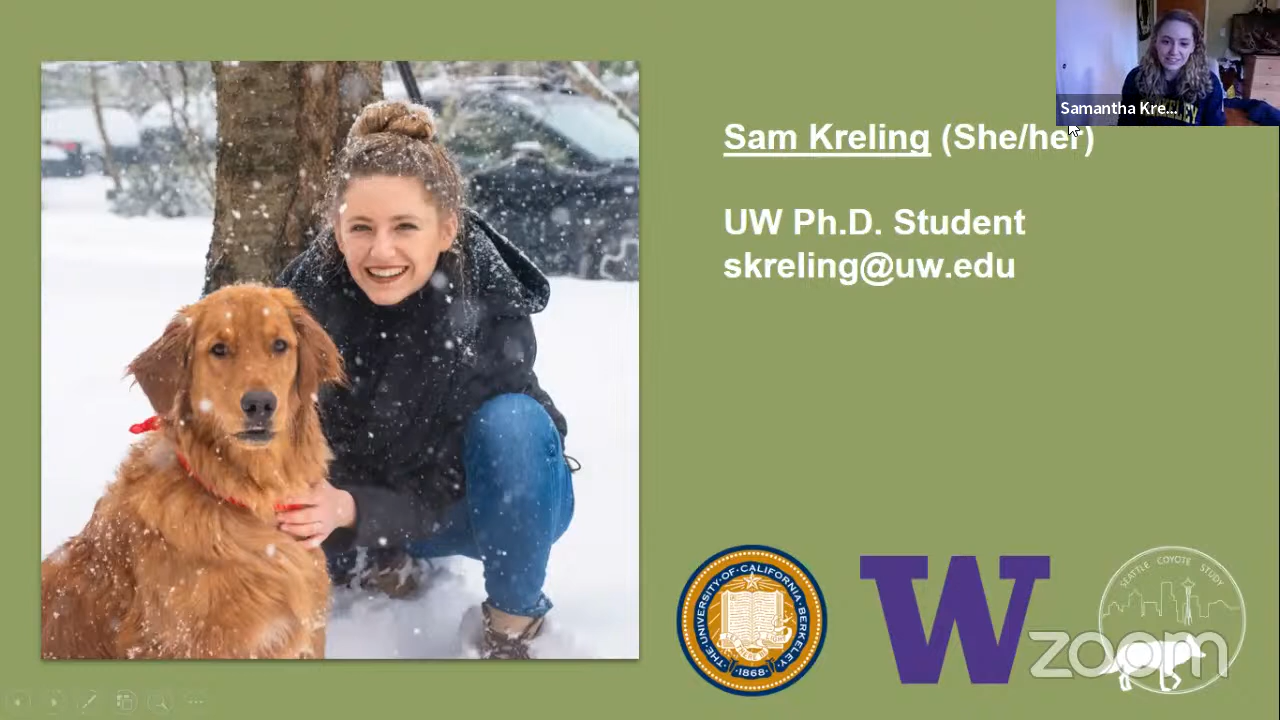 Samantha Kre...
Sam Kreling (She/her)
UW Ph.D. Student
skreling@uw.edu
THE·UNIVERSITY·OF·CALIFORNIA·BERKELEY
·1868·
W
SEATTLE COYOTE STUDY
zoom